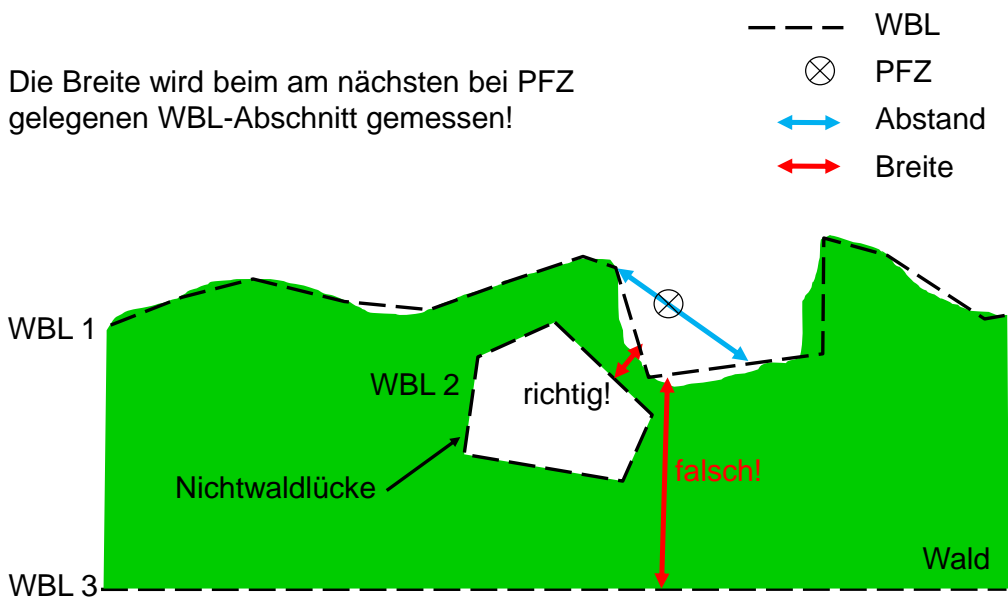 WBL
PFZ
Abstand
Breite
Die Breite wird beim am nächsten bei PFZ
gelegenen WBL-Abschnitt gemessen!
WBL 1
WBL 2
richtig!
falsch!
Nichtwaldlücke
Wald
WBL 3